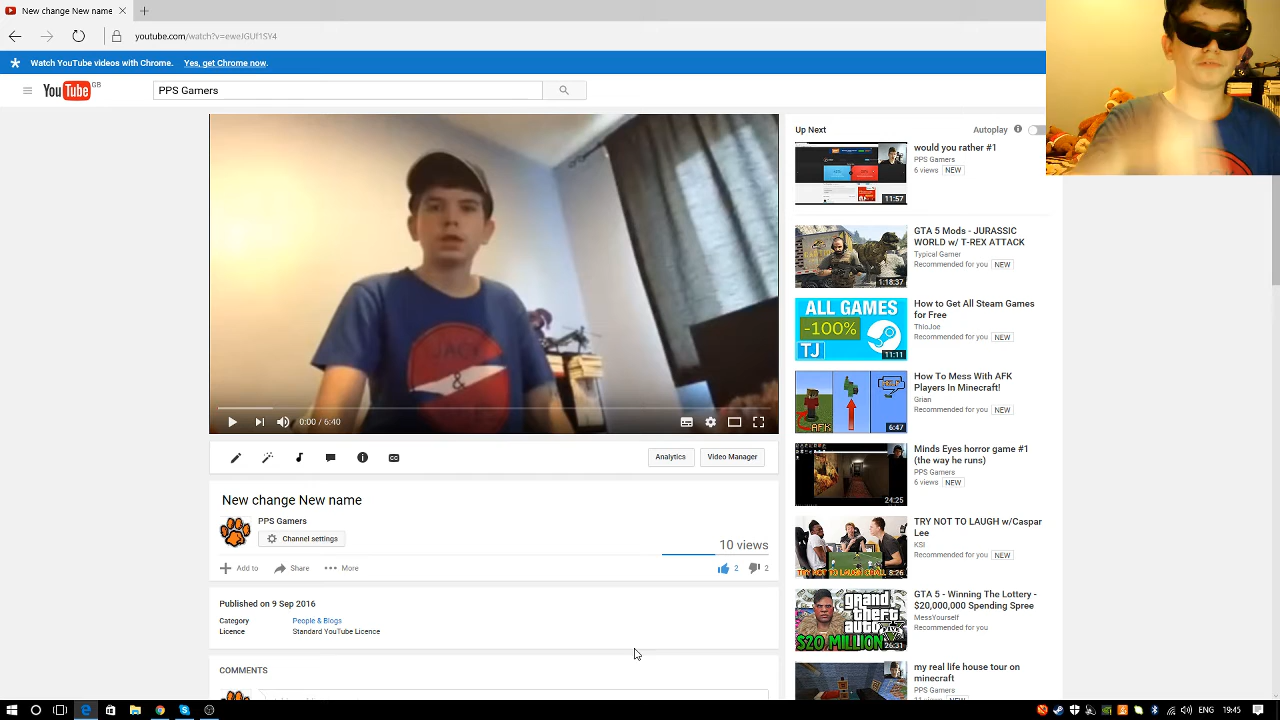 New change New name
youtube.com/watch?v=eweJGUf1SY4
Watch YouTube videos with Chrome. Yes, get Chrome now.
YouTube GB
PPS Gamers
Up Next
Autoplay
would you rather #1
PPS Gamers
6 views NEW
11:57
GTA 5 Mods - JURASSIC
WORLD w/ T-REX ATTACK
Typical Gamer
Recommended for you NEW
1:18:37
ALL GAMES
-100%
TJ
11:11
How to Get All Steam Games
for Free
ThioJoe
Recommended for you NEW
AFK
6:47
How To Mess With AFK
Players In Minecraft!
Grian
Recommended for you NEW
24:25
Minds Eyes horror game #1
(the way he runs)
PPS Gamers
6 views NEW
8:26
TRY NOT TO LAUGH w/Caspar
Lee
KSI
Recommended for you NEW
grand
theft
auto
V
$20 MILLION
26:31
GTA 5 - Winning The Lottery -
$20,000,000 Spending Spree
MessYourself
Recommended for you
my real life house tour on
minecraft
PPS Gamers
&
0:00 / 6:40
Analytics
Video Manager
New change New name
PPS Gamers
Channel settings
10 views
Add to
Share
More
2
2
Published on 9 Sep 2016
Category People & Blogs
Licence Standard YouTube Licence
COMMENTS
ENG
19:45